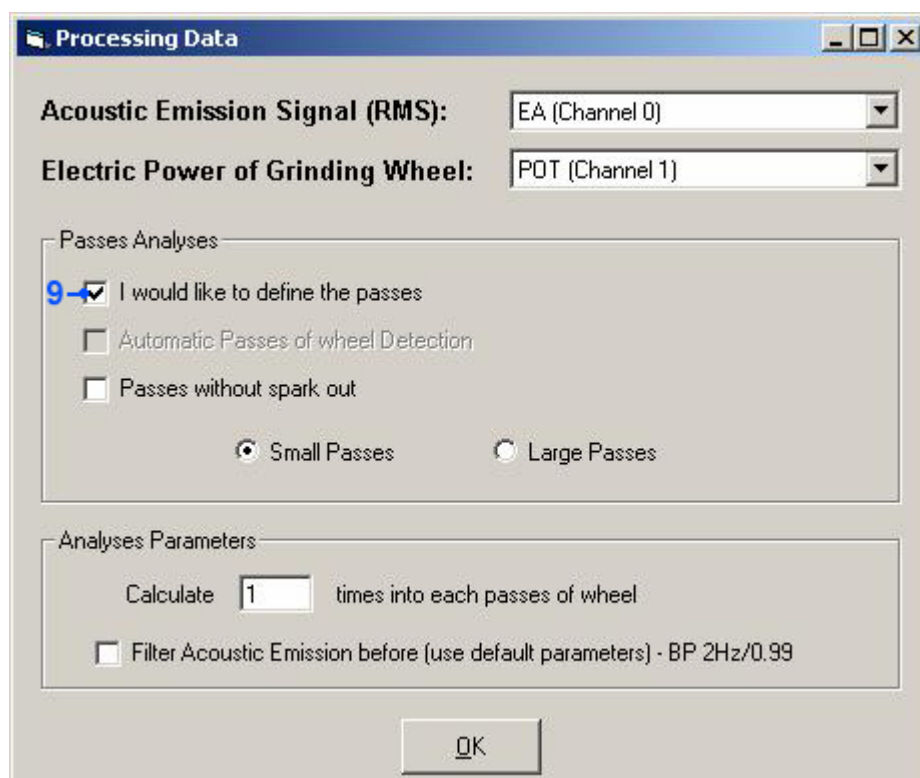 Processing Data
Acoustic Emission Signal (RMS): EA (Channel 0)
Electric Power of Grinding Wheel: POT (Channel 1)
Passes Analyses
9 I would like to define the passes
Automatic Passes of wheel Detection
Passes without spark out
Small Passes Large Passes
Analyses Parameters
Calculate 1 times into each passes of wheel
Filter Acoustic Emission before (use default parameters) - BP 2Hz/0.99
OK